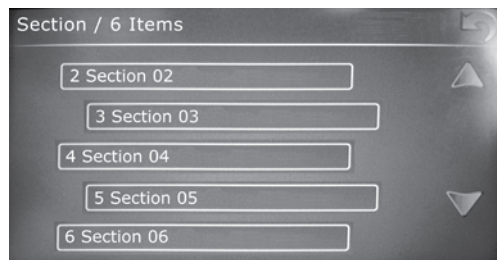 Section / 6 Items
2 Section 02
3 Section 03
4 Section 04
5 Section 05
6 Section 06